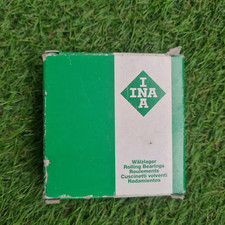 I
INA
A
Wälzlager
Rolling Bearings
Roulements
Cuscinetti volventi
Rodamientos